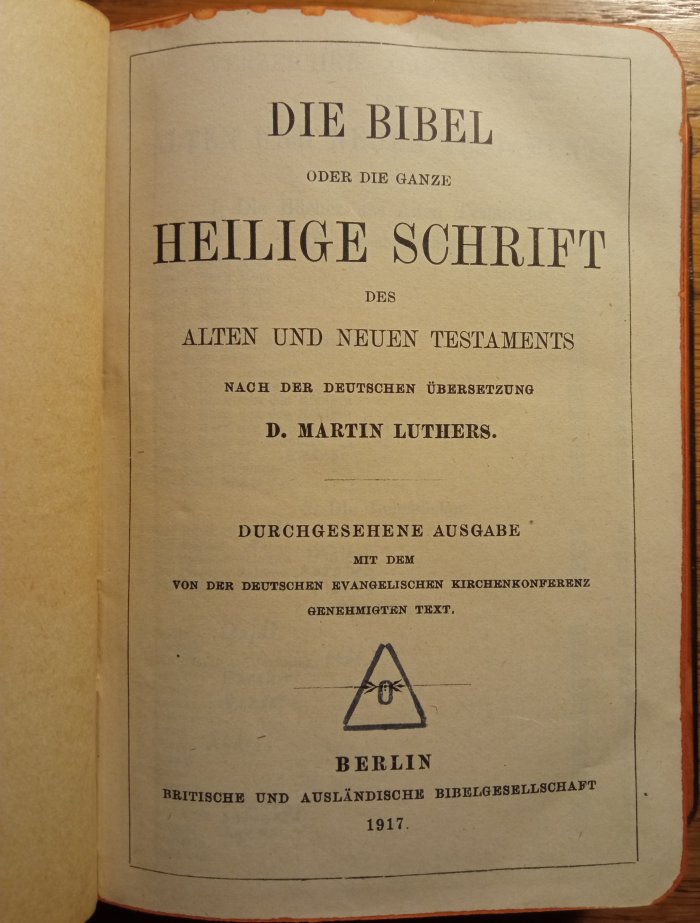 DIE BIBEL
ODER DIE GANZE
HEILIGE SCHRIFT
DES
ALTEN UND NEUEN TESTAMENTS
NACH DER DEUTSCHEN ÜBERSETZUNG
D. MARTIN LUTHERS.
DURCHGESEHENE AUSGABE
MIT DEM
VON DER DEUTSCHEN EVANGELISCHEN KIRCHENKONFERENZ
GENEHMIGTEN TEXT.
0
BERLIN
BRITISCHE UND AUSLÄNDISCHE BIBELGESELLSCHAFT
1917.